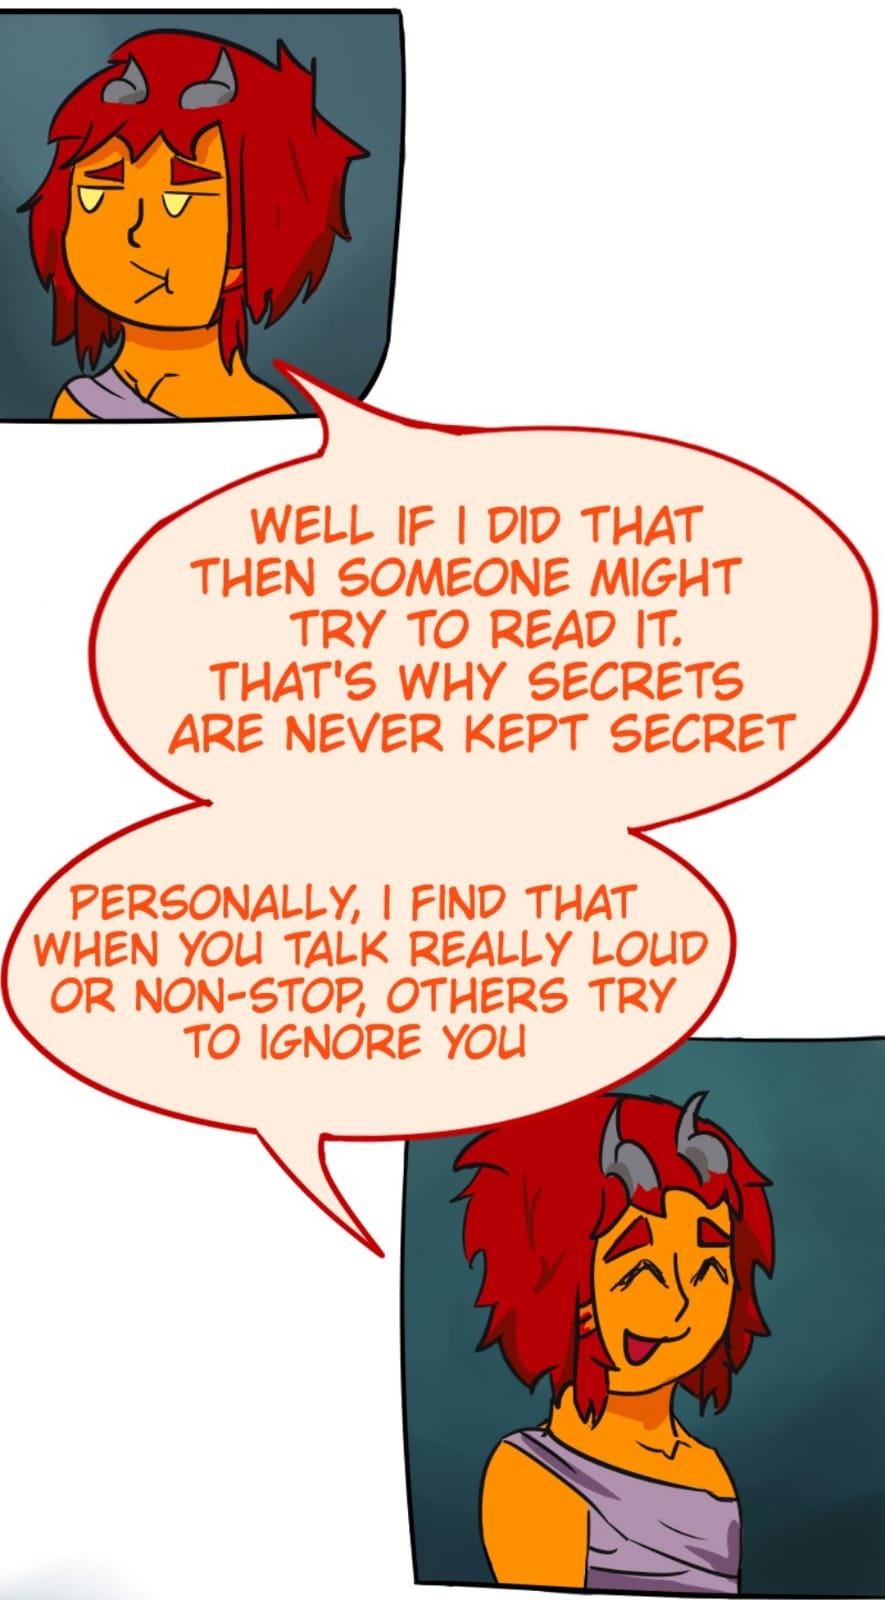 WELL IF I DID THAT
THEN SOMEONE MIGHT
TRY TO READ IT.
THAT'S WHY SECRETS
ARE NEVER KEPT SECRET
PERSONALLY, I FIND THAT
WHEN YOU TALK REALLY LOUD
OR NON-STOP, OTHERS TRY
TO IGNORE YOU